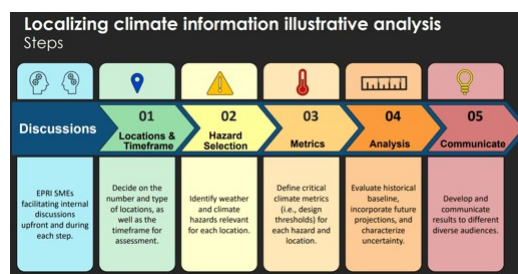 Localizing climate information illustrative analysis
Steps
Discussions
01
Locations &
Timeframe
02
Hazard
Selection
03
Metrics
04
Analysis
05
Communicate
EPRI SMEs
facilitating internal
discussions
upfront and during
each step.
Decide on the
number and type
of locations, as
well as the
timeframe for
assessment.
Identify weather
and climate
hazards relevant
for each location.
Define critical
climate metrics
(i.e., design
thresholds) for
each hazard and
location.
Evaluate historical
baseline,
incorporate future
projections, and
characterize
uncertainty.
Develop and
communicate
results to different
diverse audiences.